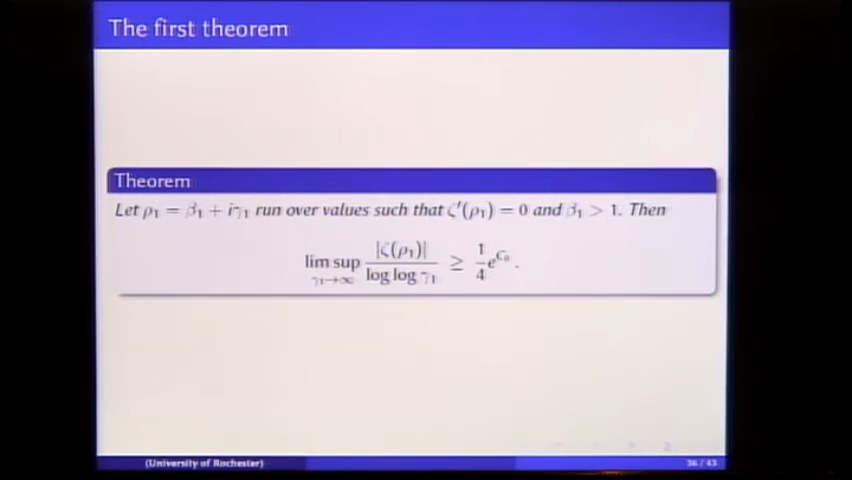 The first theorem
Theorem
Let ρ₁ = β₁ + iγ₁ run over values such that ζ′(ρ₁) = 0 and β₁ > 1. Then
lim sup_{γ₁→∞} |ζ(ρ₁)| / log log γ₁ ≥ 1/4 e^{C₀}.
(University of Rochester)
36 / 43